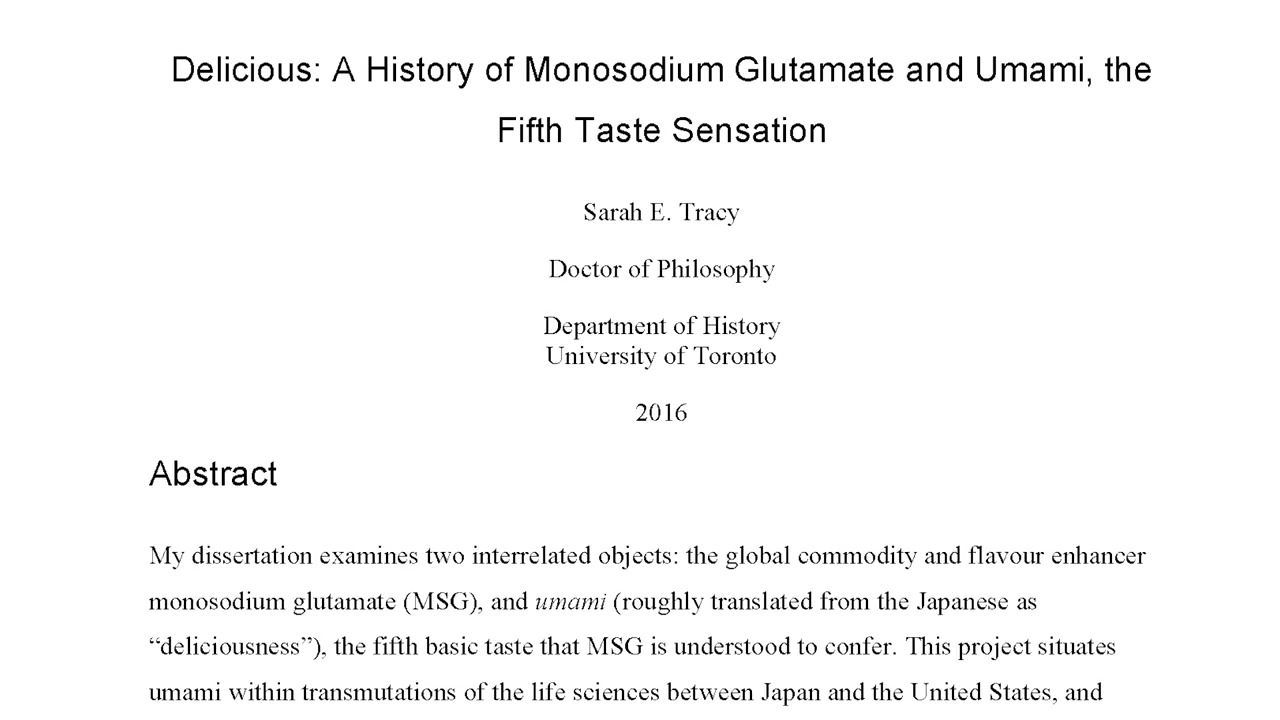 Delicious: A History of Monosodium Glutamate and Umami, the
Fifth Taste Sensation
Sarah E. Tracy
Doctor of Philosophy
Department of History
University of Toronto
2016
Abstract
My dissertation examines two interrelated objects: the global commodity and flavour enhancer
monosodium glutamate (MSG), and umami (roughly translated from the Japanese as
“deliciousness”), the fifth basic taste that MSG is understood to confer. This project situates
umami within transmutations of the life sciences between Japan and the United States, and